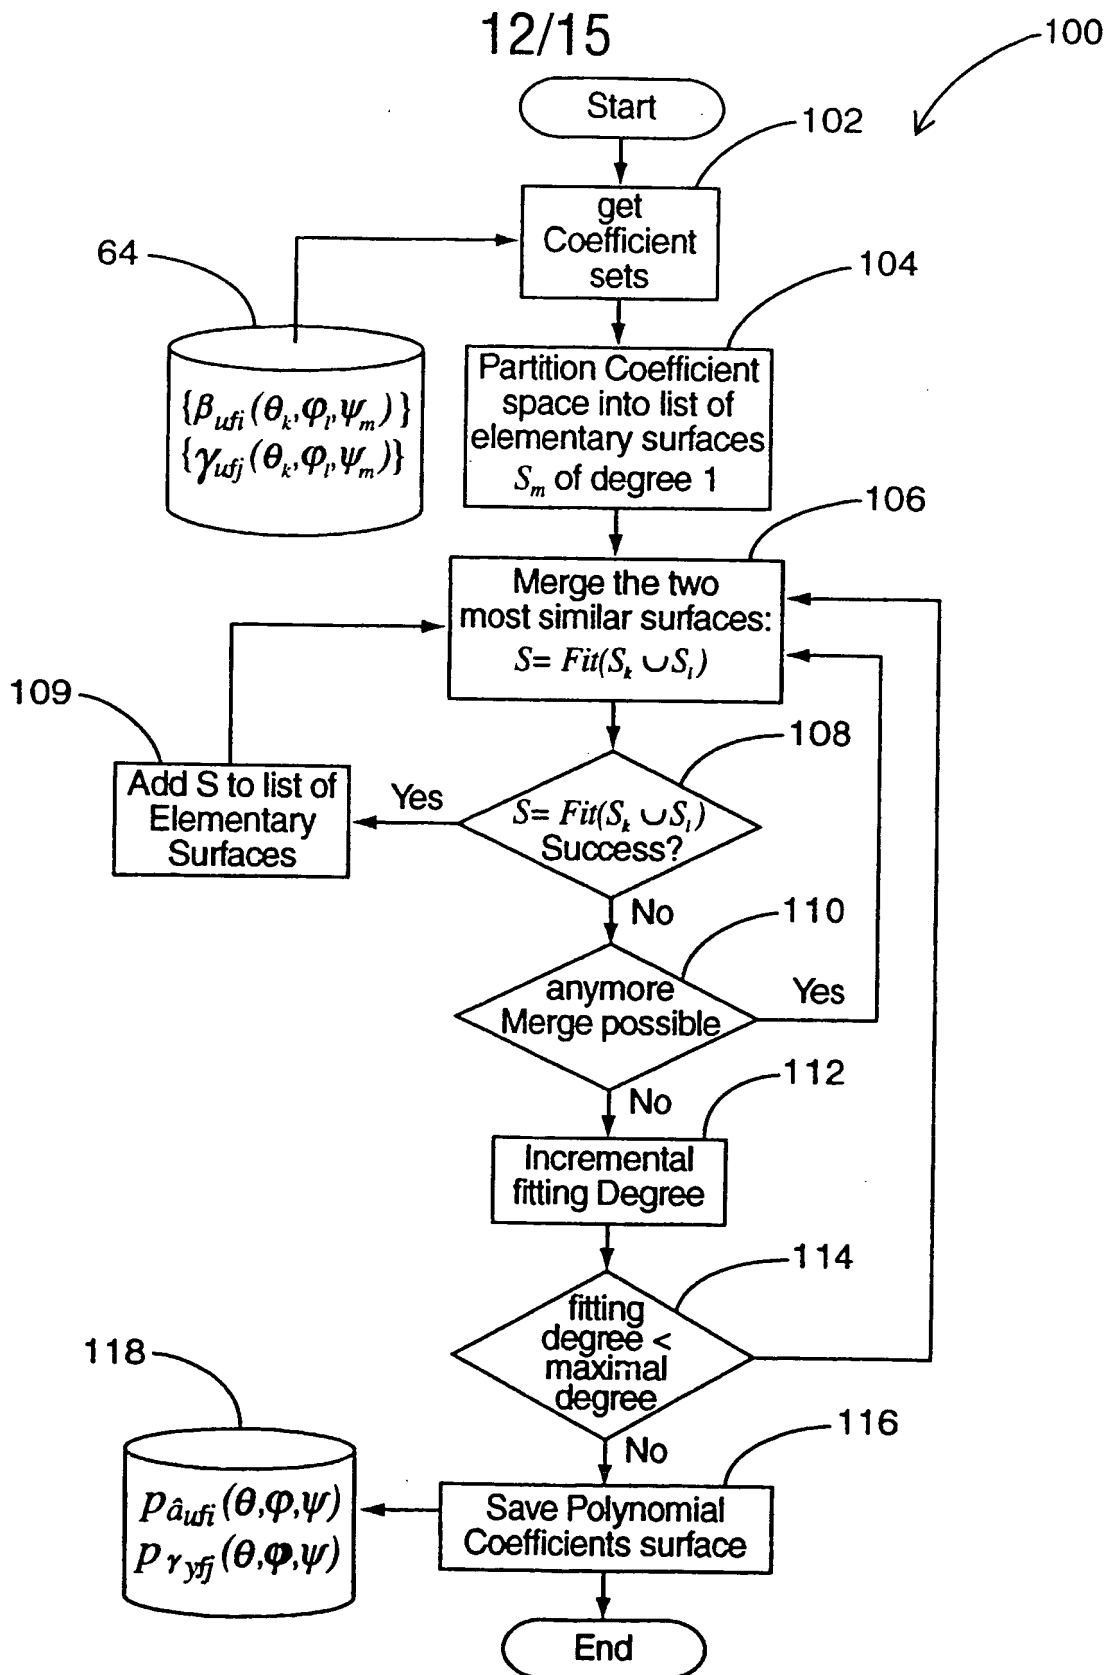 12/15
100
Start
102
get
Coefficient
sets
64
{β_ufi(θ_k,φ_l,ψ_m)}
{γ_ufj(θ_k,φ_l,ψ_m)}
104
Partition Coefficient
space into list of
elementary surfaces
S_m of degree 1
106
Merge the two
most similar surfaces:
S= Fit(S_k ∪ S_l)
109
Add S to list of
Elementary
Surfaces
Yes
108
S= Fit(S_k ∪ S_l)
Success?
No
110
anymore
Merge possible
Yes
No
112
Incremental
fitting Degree
114
fitting
degree <
maximal
degree
No
118
p_âufi(θ,φ,ψ)
p_γyfj(θ,φ,ψ)
116
Save Polynomial
Coefficients surface
End